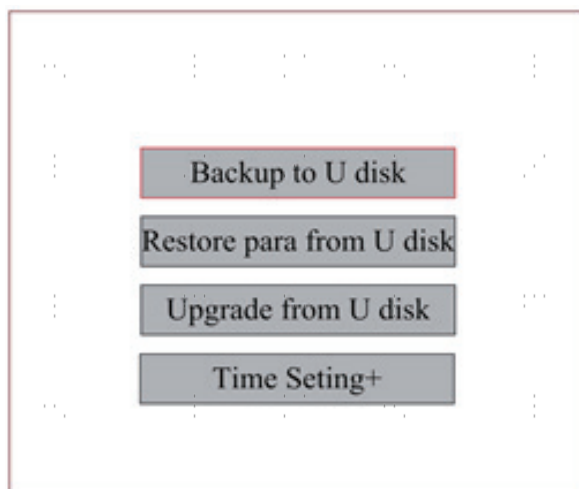 Backup to U disk
Restore para from U disk
Upgrade from U disk
Time Seting+